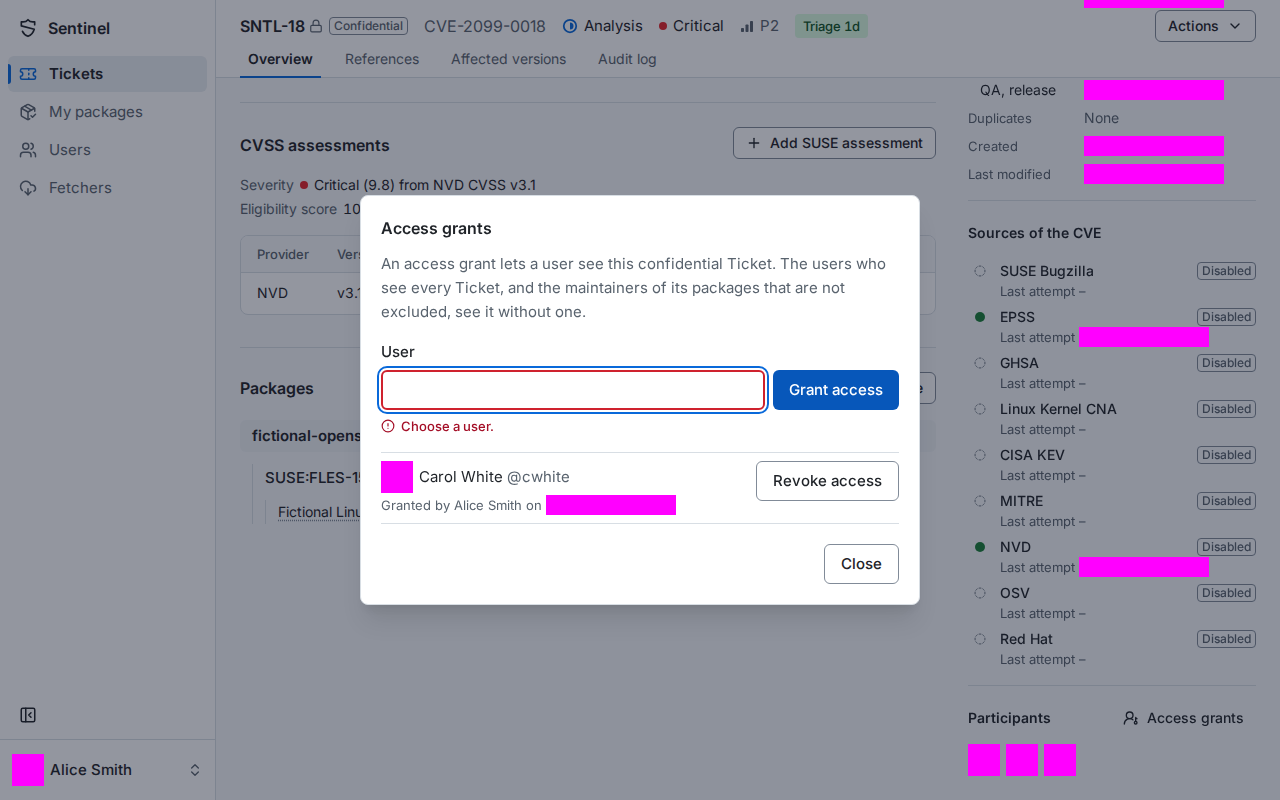 Sentinel
Tickets
My packages
Users
Fetchers
Alice Smith
SNTL-18 Confidential CVE-2099-0018 Analysis Critical P2 Triage 1d
Actions
Overview References Affected versions Audit log
CVSS assessments
Add SUSE assessment
Severity Critical (9.8) from NVD CVSS v3.1
Eligibility score 10
Provider
NVD
Packages
SUSE:FLES-15
Access grants
An access grant lets a user see this confidential Ticket. The users who
see every Ticket, and the maintainers of its packages that are not
excluded, see it without one.
User
Grant access
Choose a user.
Carol White @cwhite
Revoke access
Granted by Alice Smith on
Close
QA, release
Duplicates None
Created
Last modified
Sources of the CVE
SUSE Bugzilla Disabled
Last attempt –
EPSS Disabled
Last attempt
GHSA Disabled
Last attempt –
Linux Kernel CNA Disabled
Last attempt –
CISA KEV Disabled
Last attempt –
MITRE Disabled
Last attempt –
NVD Disabled
Last attempt
OSV Disabled
Last attempt –
Red Hat Disabled
Last attempt –
Participants Access grants